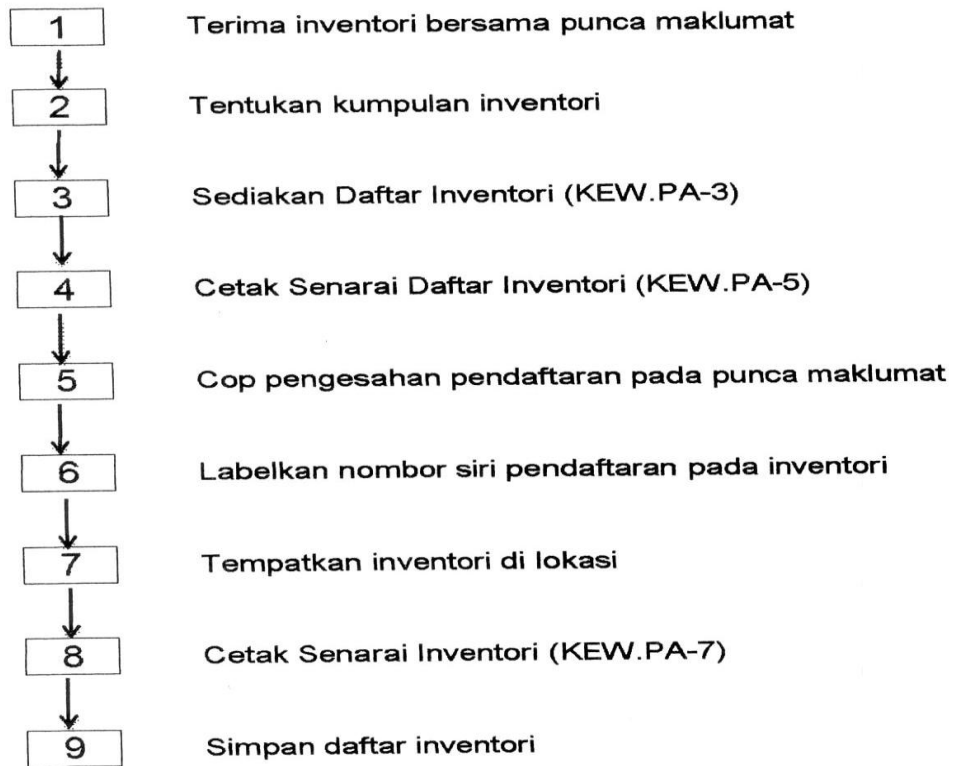 1 Terima inventori bersama punca maklumat
2 Tentukan kumpulan inventori
3 Sediakan Daftar Inventori (KEW.PA-3)
4 Cetak Senarai Daftar Inventori (KEW.PA-5)
5 Cop pengesahan pendaftaran pada punca maklumat
6 Labelkan nombor siri pendaftaran pada inventori
7 Tempatkan inventori di lokasi
8 Cetak Senarai Inventori (KEW.PA-7)
9 Simpan daftar inventori